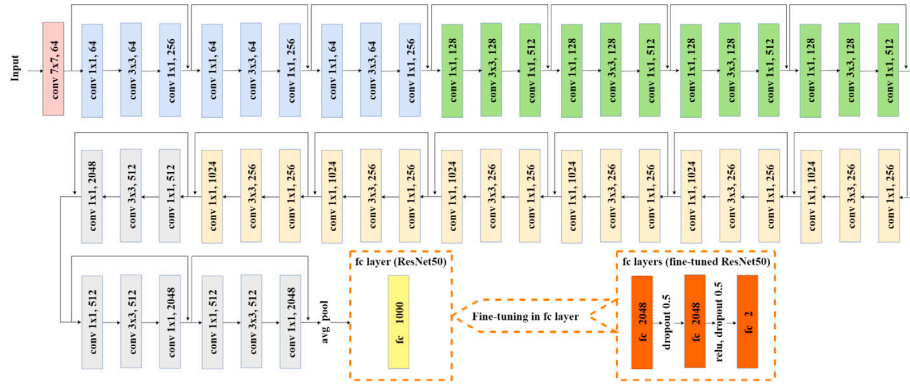 Input
conv 7x7, 64
conv 1x1, 64
conv 3x3, 64
conv 1x1, 256
conv 1x1, 64
conv 3x3, 64
conv 1x1, 256
conv 1x1, 64
conv 3x3, 64
conv 1x1, 256
conv 1x1, 128
conv 3x3, 128
conv 1x1, 512
conv 1x1, 128
conv 3x3, 128
conv 1x1, 512
conv 1x1, 128
conv 3x3, 128
conv 1x1, 512
conv 1x1, 128
conv 3x3, 128
conv 1x1, 512
conv 1x1, 2048
conv 3x3, 512
conv 1x1, 512
conv 1x1, 1024
conv 3x3, 256
conv 1x1, 256
conv 1x1, 1024
conv 3x3, 256
conv 1x1, 256
conv 1x1, 1024
conv 3x3, 256
conv 1x1, 256
conv 1x1, 1024
conv 3x3, 256
conv 1x1, 256
conv 1x1, 1024
conv 3x3, 256
conv 1x1, 256
conv 1x1, 1024
conv 3x3, 256
conv 1x1, 256
conv 1x1, 512
conv 3x3, 512
conv 1x1, 2048
conv 1x1, 512
conv 3x3, 512
conv 1x1, 2048
avg pool
fc layer (ResNet50)
fc 1000
Fine-tuning in fc layer
fc layers (fine-tuned ResNet50)
fc 2048
dropout 0.5
fc 2048
relu, dropout 0.5
fc 2